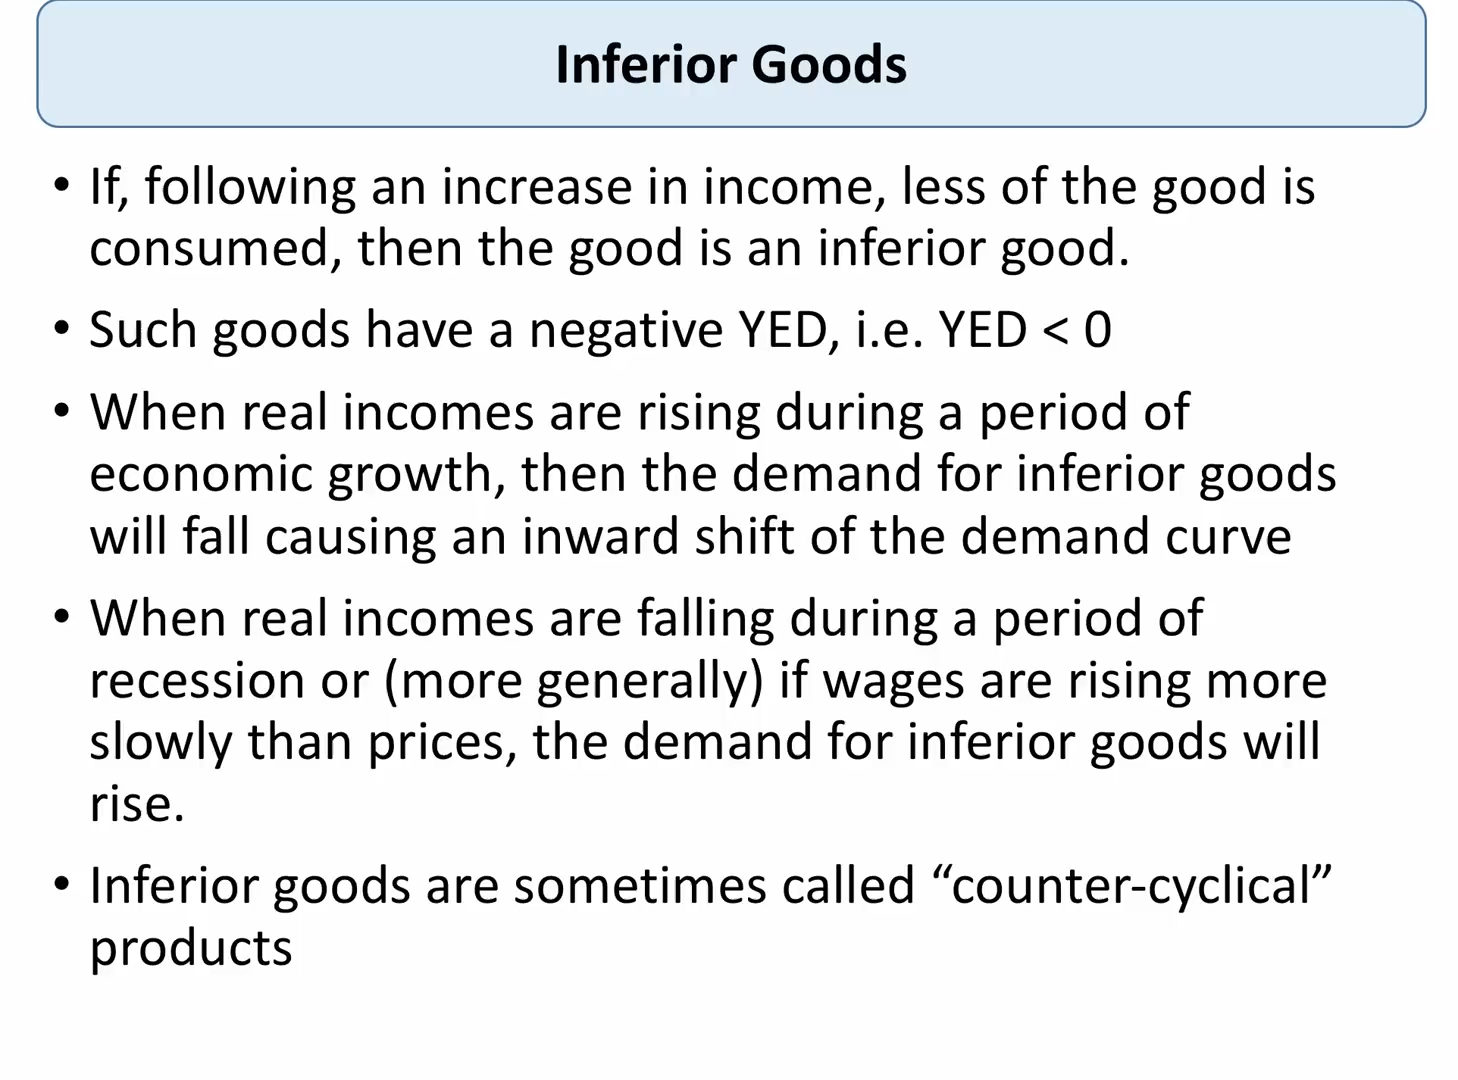 Inferior Goods
• If, following an increase in income, less of the good is
consumed, then the good is an inferior good.
• Such goods have a negative YED, i.e. YED < 0
• When real incomes are rising during a period of
economic growth, then the demand for inferior goods
will fall causing an inward shift of the demand curve
• When real incomes are falling during a period of
recession or (more generally) if wages are rising more
slowly than prices, the demand for inferior goods will
rise.
• Inferior goods are sometimes called “counter-cyclical”
products